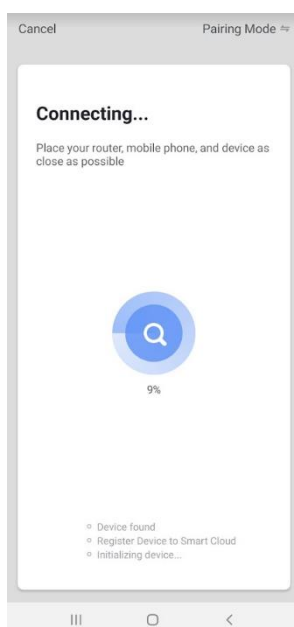 Cancel
Pairing Mode
Connecting...
Place your router, mobile phone, and device as
close as possible
9%
Device found
Register Device to Smart Cloud
Initializing device...